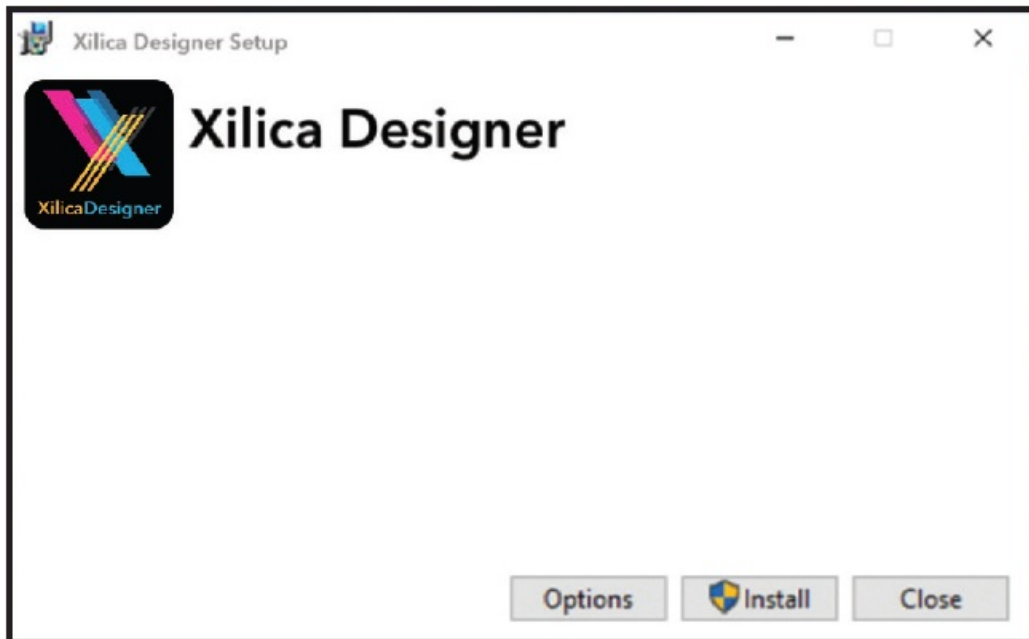 Xilica Designer Setup
Xilica Designer
XilicaDesigner
Options Install Close